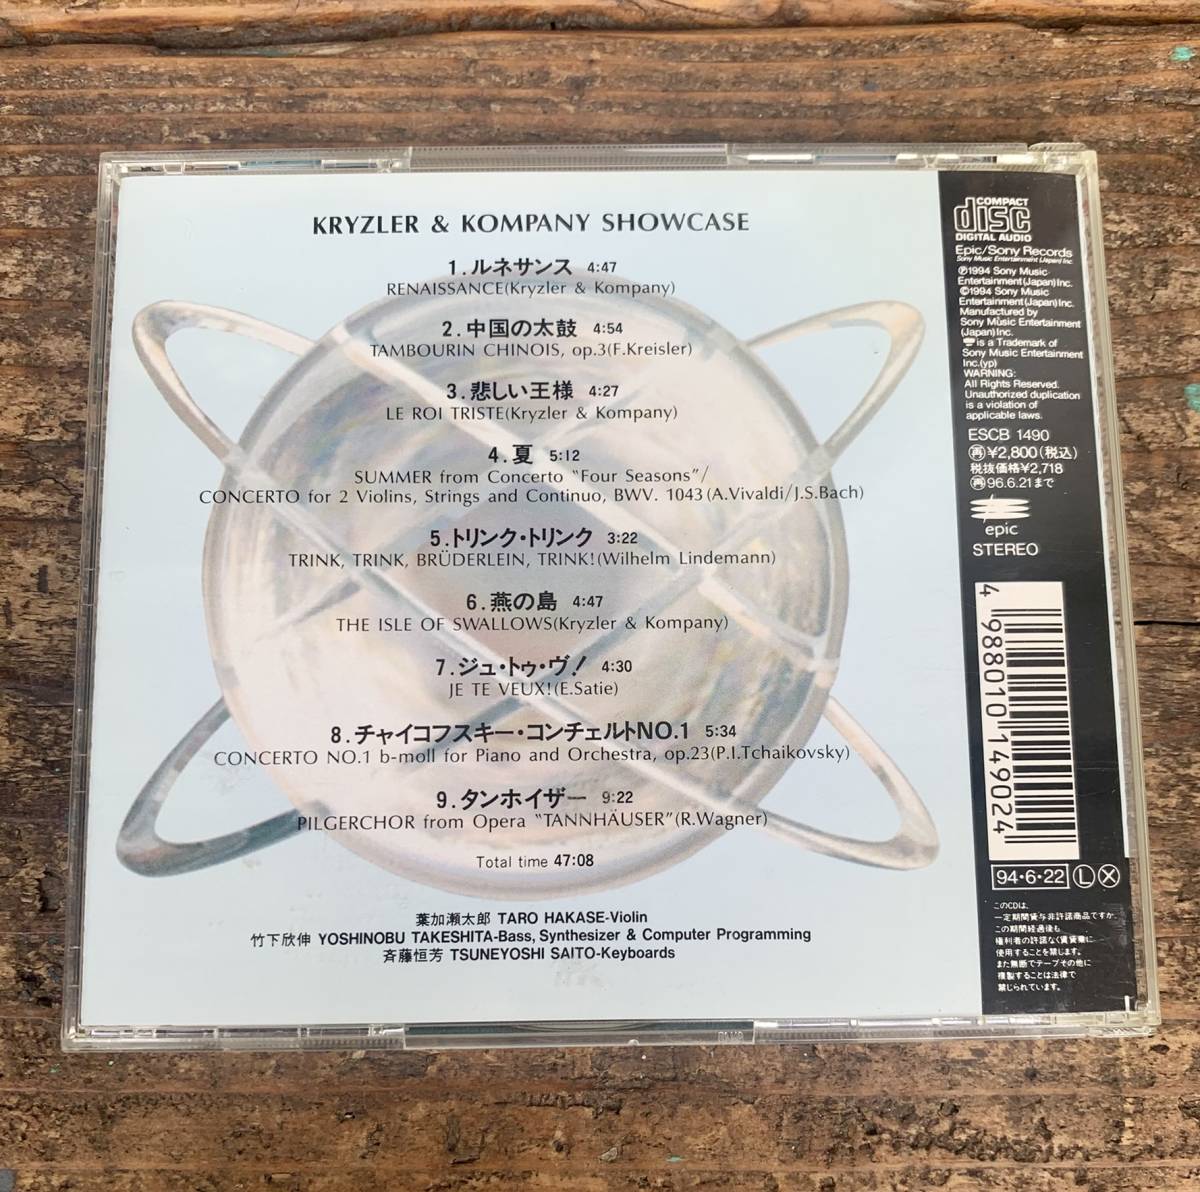 KRYZLER & KOMPANY SHOWCASE
1.ルネサンス 4:47
RENAISSANCE(Kryzler & Kompany)
2.中国の太鼓 4:54
TAMBOURIN CHINOIS, op.3(F.Kreisler)
3.悲しい王様 4:27
LE ROI TRISTE(Kryzler & Kompany)
4.夏 5:12
SUMMER from Concerto "Four Seasons"/
CONCERTO for 2 Violins, Strings and Continuo, BWV. 1043(A.Vivaldi/J.S.Bach)
5.トリンク・トリンク 3:22
TRINK, TRINK, BRÜDERLEIN, TRINK!(Wilhelm Lindemann)
6.燕の島 4:47
THE ISLE OF SWALLOWS(Kryzler & Kompany)
7.ジュ・トゥ・ヴ! 4:30
JE TE VEUX!(E.Satie)
8.チャイコフスキー・コンチェルトNO.1 5:34
CONCERTO NO.1 b-moll for Piano and Orchestra, op.23(P.I.Tchaikovsky)
9.タンホイザー 9:22
PILGERCHOR from Opera "TANNHÄUSER"(R.Wagner)
Total time 47:08
葉加瀬太郎 TARO HAKASE-Violin
竹下欣伸 YOSHINOBU TAKESHITA-Bass, Synthesizer & Computer Programming
斉藤恒芳 TSUNEYOSHI SAITO-Keyboards
COMPACT
disc
DIGITAL AUDIO
Epic/Sony Records
Sony Music Entertainment (Japan) Inc.
Ⓟ1994 Sony Music
Entertainment(Japan)Inc.
©1994 Sony Music
Entertainment(Japan)Inc.
Manufactured by
Sony Music Entertainment
(Japan)Inc.
is a Trademark of
Sony Music Entertainment
Inc.(yp)
WARNING:
All Rights Reserved.
Unauthorized duplication
is a violation of
applicable laws.
ESCB 1490
再¥2,800(税込)
税抜価格¥2,718
再96.6.21まで
epic
STEREO
4 988010 149024
94・6・22 Ⓛ Ⓧ
このCDは、
一定期間貸与非許諾商品ですが、
この期間経過後も
権利者の許諾なく賃貸業に
使用することを禁じます。
また無断でテープその他に
複製することは法律で
禁じられています。